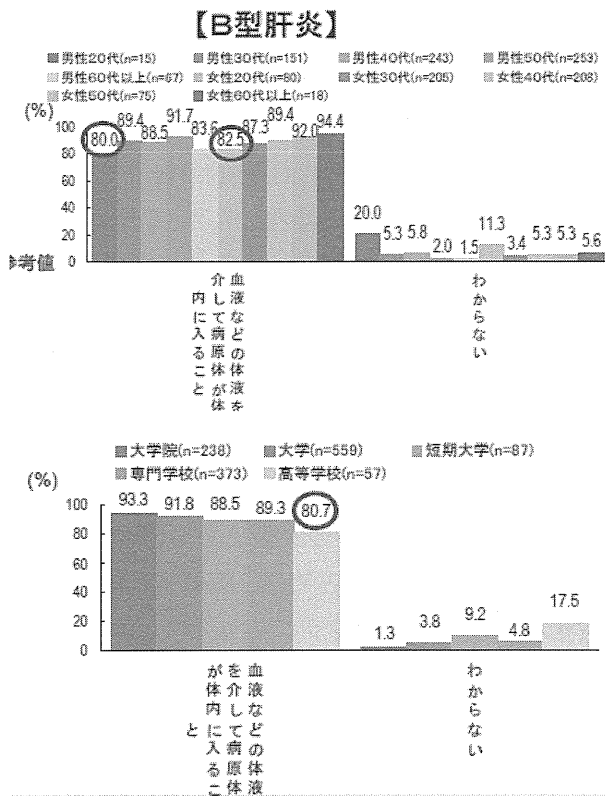 【B型肝炎】
■男性20代(n=15) ■男性30代(n=151) ■男性40代(n=243) ■男性50代(n=253)
■男性60代以上(n=67) ■女性20代(n=80) ■女性30代(n=205) ■女性40代(n=208)
■女性50代(n=75) ■女性60代以上(n=18)
(%)
100
80
60
40
20
0
80.0 89.4 88.5 91.7 83.6 82.5 87.3 89.4 92.0 94.4
20.0 5.3 5.8 2.0 1.5 11.3 3.4 5.3 5.3 5.6
参考値
血液などの体液を
介して病原体が体
内に入ること
わからない
■大学院(n=238) ■大学(n=559) ■短期大学(n=87)
■専門学校(n=373) ■高等学校(n=57)
(%)
100
80
60
40
20
0
93.3 91.8 88.5 89.3 80.7
1.3 3.8 9.2 4.8 17.5
血液などの体液
を介して病原体
が体内に入るこ
と
わからない